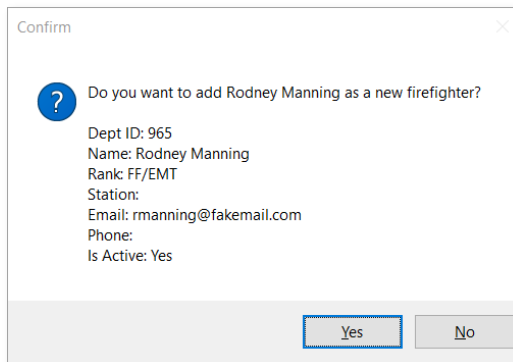 Confirm
Do you want to add Rodney Manning as a new firefighter?
Dept ID: 965
Name: Rodney Manning
Rank: FF/EMT
Station:
Email: rmanning@fakemail.com
Phone:
Is Active: Yes
Yes
No